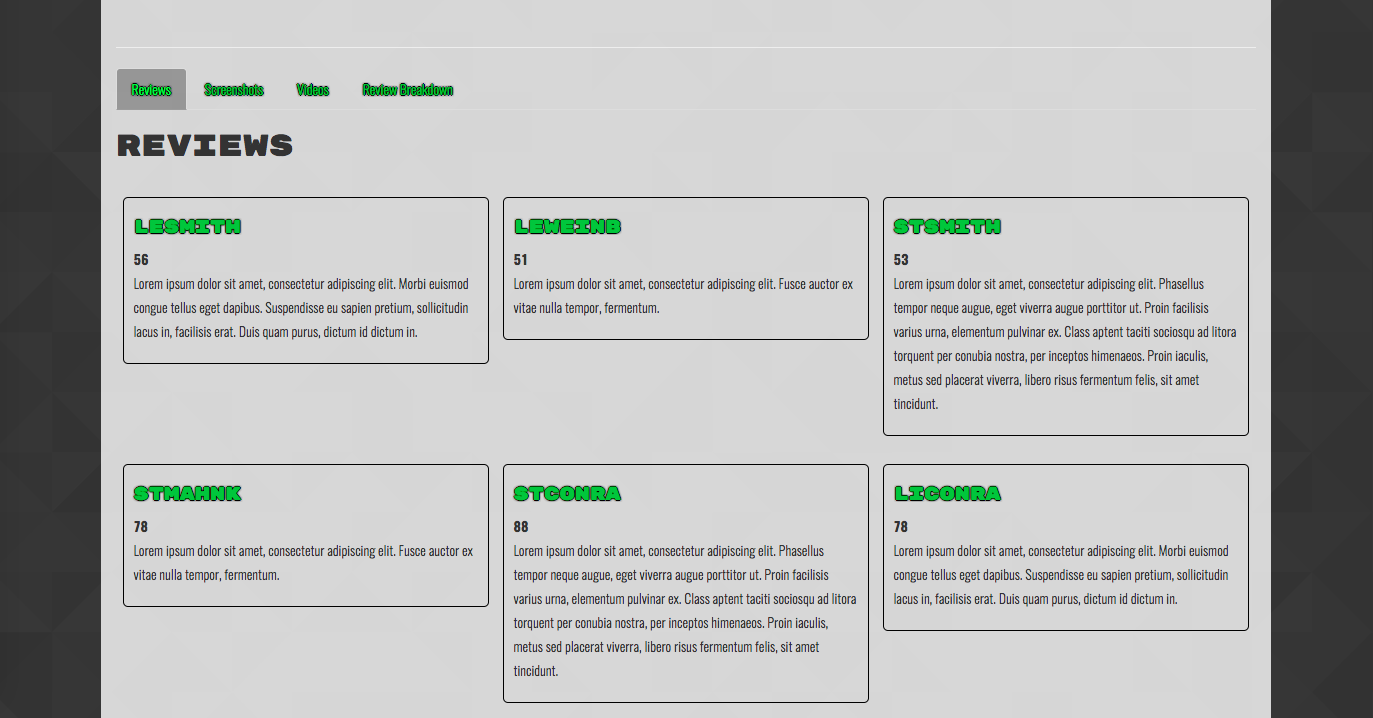 Reviews Screenshots Videos Review Breakdown
REVIEWS
LESMITH
56
Lorem ipsum dolor sit amet, consectetur adipiscing elit. Morbi euismod
congue tellus eget dapibus. Suspendisse eu sapien pretium, sollicitudin
lacus in, facilisis erat. Duis quam purus, dictum id dictum in.
LEWEINB
51
Lorem ipsum dolor sit amet, consectetur adipiscing elit. Fusce auctor ex
vitae nulla tempor, fermentum.
STSMITH
53
Lorem ipsum dolor sit amet, consectetur adipiscing elit. Phasellus
tempor neque augue, eget viverra augue porttitor ut. Proin facilisis
varius urna, elementum pulvinar ex. Class aptent taciti sociosqu ad litora
torquent per conubia nostra, per inceptos himenaeos. Proin iaculis,
metus sed placerat viverra, libero risus fermentum felis, sit amet
tincidunt.
STMAHNK
78
Lorem ipsum dolor sit amet, consectetur adipiscing elit. Fusce auctor ex
vitae nulla tempor, fermentum.
STCONRA
88
Lorem ipsum dolor sit amet, consectetur adipiscing elit. Phasellus
tempor neque augue, eget viverra augue porttitor ut. Proin facilisis
varius urna, elementum pulvinar ex. Class aptent taciti sociosqu ad litora
torquent per conubia nostra, per inceptos himenaeos. Proin iaculis,
metus sed placerat viverra, libero risus fermentum felis, sit amet
tincidunt.
LICONRA
78
Lorem ipsum dolor sit amet, consectetur adipiscing elit. Morbi euismod
congue tellus eget dapibus. Suspendisse eu sapien pretium, sollicitudin
lacus in, facilisis erat. Duis quam purus, dictum id dictum in.